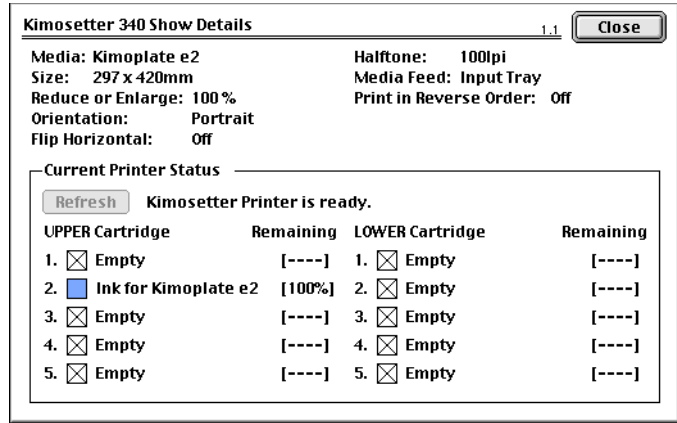 Kimosetter 340 Show Details 1.1 Close
Media: Kimoplate e2 Halftone: 100lpi
Size: 297 x 420mm Media Feed: Input Tray
Reduce or Enlarge: 100% Print in Reverse Order: Off
Orientation: Portrait
Flip Horizontal: Off
Current Printer Status
Refresh Kimosetter Printer is ready.
UPPER Cartridge Remaining LOWER Cartridge Remaining
1. Empty [----] 1. Empty [----]
2. Ink for Kimoplate e2 [100%] 2. Empty [----]
3. Empty [----] 3. Empty [----]
4. Empty [----] 4. Empty [----]
5. Empty [----] 5. Empty [----]